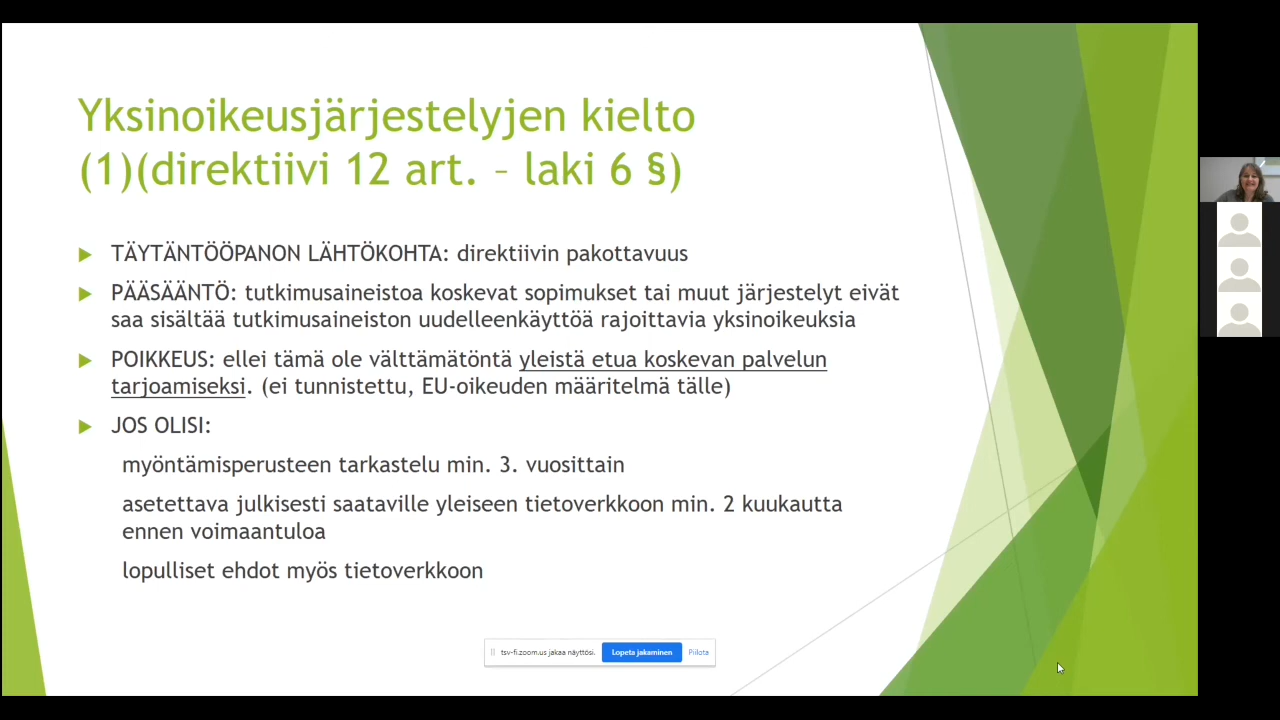 Yksinoikeusjärjestelyjen kielto
(1)(direktiivi 12 art. – laki 6 §)
TÄYTÄNTÖÖPANON LÄHTÖKOHTA: direktiivin pakottavuus
PÄÄSÄÄNTÖ: tutkimusaineistoa koskevat sopimukset tai muut järjestelyt eivät
saa sisältää tutkimusaineiston uudelleenkäyttöä rajoittavia yksinoikeuksia
POIKKEUS: ellei tämä ole välttämätöntä yleistä etua koskevan palvelun
tarjoamiseksi. (ei tunnistettu, EU-oikeuden määritelmä tälle)
JOS OLISI:
myöntämisperusteen tarkastelu min. 3. vuosittain
asetettava julkisesti saataville yleiseen tietoverkkoon min. 2 kuukautta
ennen voimaantuloa
lopulliset ehdot myös tietoverkkoon
tsv-fi.zoom.us jakaa näyttösi. Lopeta jakaminen Piilota